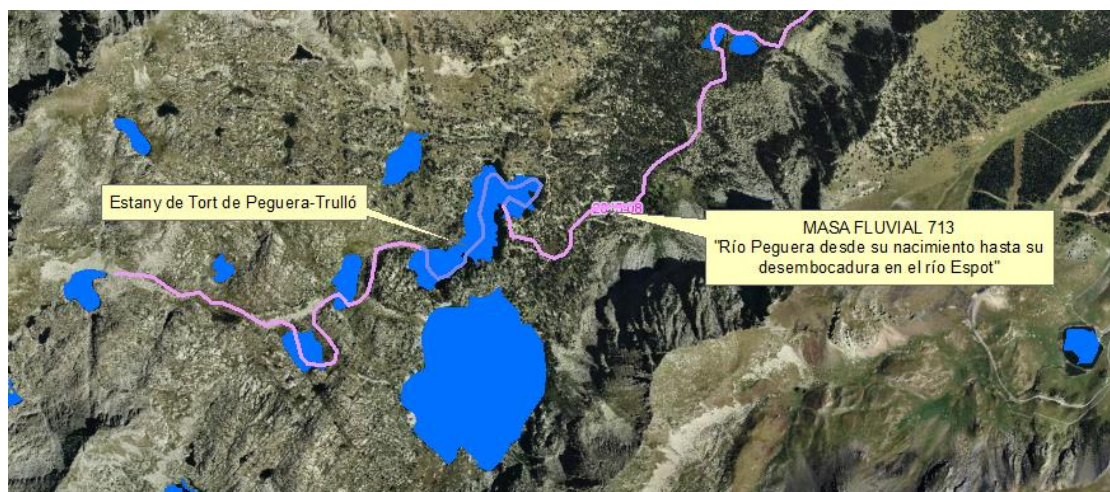 Estany de Tort de Peguera-Trulló
MASA FLUVIAL 713
"Río Peguera desde su nacimiento hasta su
desembocadura en el río Espot"